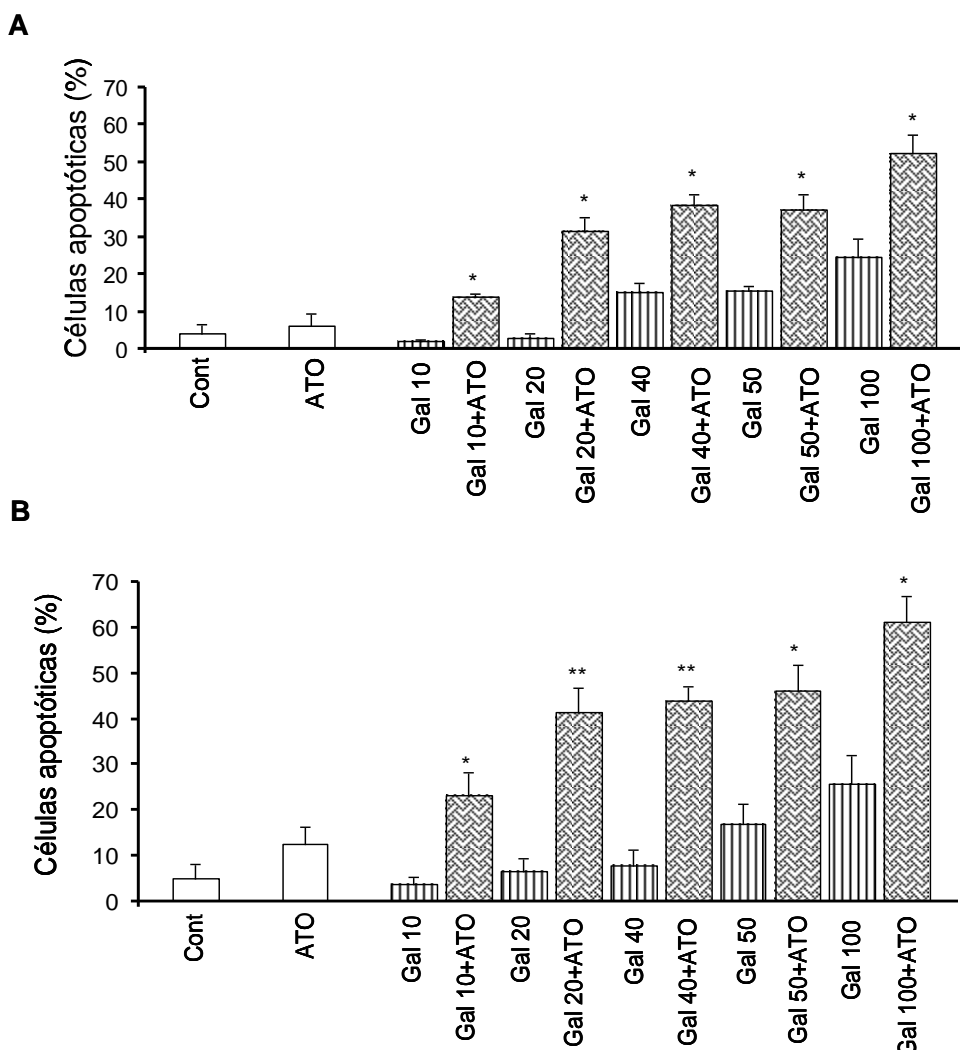 A
Células apoptóticas (%)
70
60
50
40
30
20
10
0
*
*
*
*
*
Cont
ATO
Gal 10
Gal 10+ATO
Gal 20
Gal 20+ATO
Gal 40
Gal 40+ATO
Gal 50
Gal 50+ATO
Gal 100
Gal 100+ATO
B
Células apoptóticas (%)
70
60
50
40
30
20
10
0
*
**
**
*
*
Cont
ATO
Gal 10
Gal 10+ATO
Gal 20
Gal 20+ATO
Gal 40
Gal 40+ATO
Gal 50
Gal 50+ATO
Gal 100
Gal 100+ATO